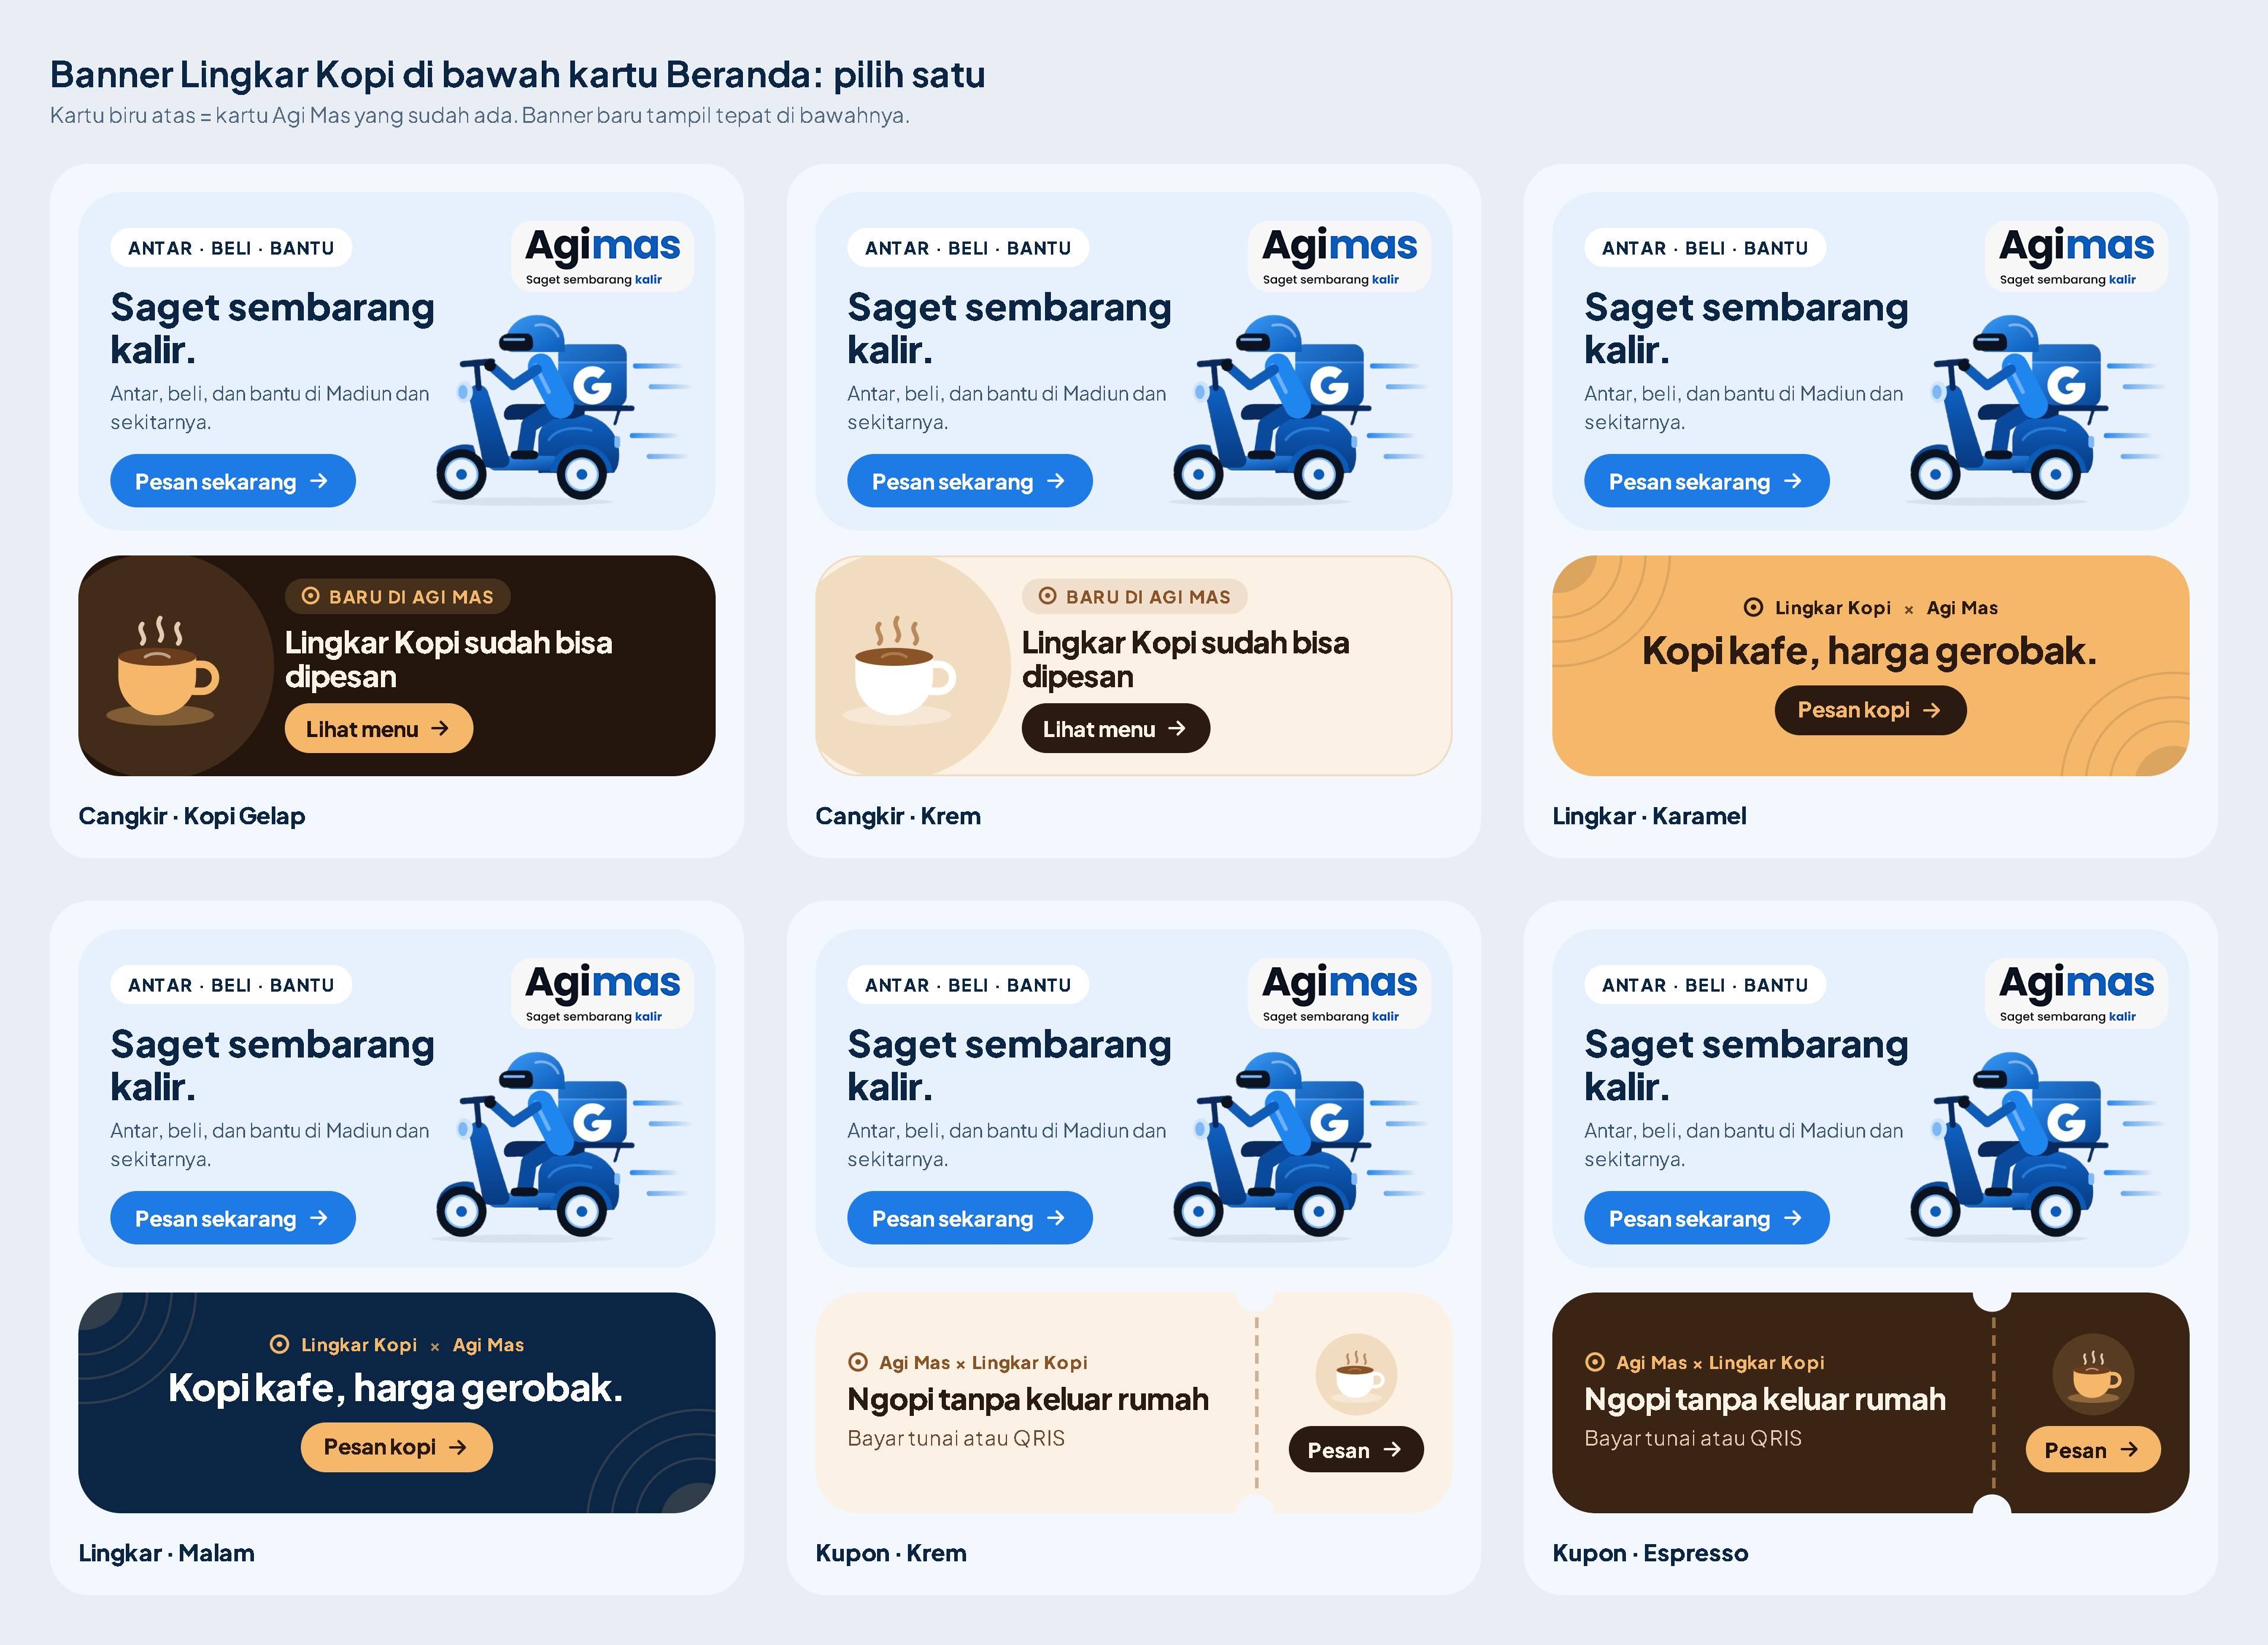 Banner Lingkar Kopi di bawah kartu Beranda: pilih satu
Kartu biru atas = kartu Agi Mas yang sudah ada. Banner baru tampil tepat di bawahnya.
ANTAR · BELI · BANTU
Agimas
Saget sembarang kalir
Saget sembarang
kalir.
Antar, beli, dan bantu di Madiun dan
sekitarnya.
G
Pesan sekarang →
BARU DI AGI MAS
Lingkar Kopi sudah bisa
dipesan
Lihat menu →
Cangkir · Kopi Gelap
ANTAR · BELI · BANTU
Agimas
Saget sembarang kalir
Saget sembarang
kalir.
Antar, beli, dan bantu di Madiun dan
sekitarnya.
G
Pesan sekarang →
BARU DI AGI MAS
Lingkar Kopi sudah bisa
dipesan
Lihat menu →
Cangkir · Krem
ANTAR · BELI · BANTU
Agimas
Saget sembarang kalir
Saget sembarang
kalir.
Antar, beli, dan bantu di Madiun dan
sekitarnya.
G
Pesan sekarang →
Lingkar Kopi × Agi Mas
Kopi kafe, harga gerobak.
Pesan kopi →
Lingkar · Karamel
ANTAR · BELI · BANTU
Agimas
Saget sembarang kalir
Saget sembarang
kalir.
Antar, beli, dan bantu di Madiun dan
sekitarnya.
G
Pesan sekarang →
Lingkar Kopi × Agi Mas
Kopi kafe, harga gerobak.
Pesan kopi →
Lingkar · Malam
ANTAR · BELI · BANTU
Agimas
Saget sembarang kalir
Saget sembarang
kalir.
Antar, beli, dan bantu di Madiun dan
sekitarnya.
G
Pesan sekarang →
Agi Mas × Lingkar Kopi
Ngopi tanpa keluar rumah
Bayar tunai atau QRIS
Pesan →
Kupon · Krem
ANTAR · BELI · BANTU
Agimas
Saget sembarang kalir
Saget sembarang
kalir.
Antar, beli, dan bantu di Madiun dan
sekitarnya.
G
Pesan sekarang →
Agi Mas × Lingkar Kopi
Ngopi tanpa keluar rumah
Bayar tunai atau QRIS
Pesan →
Kupon · Espresso